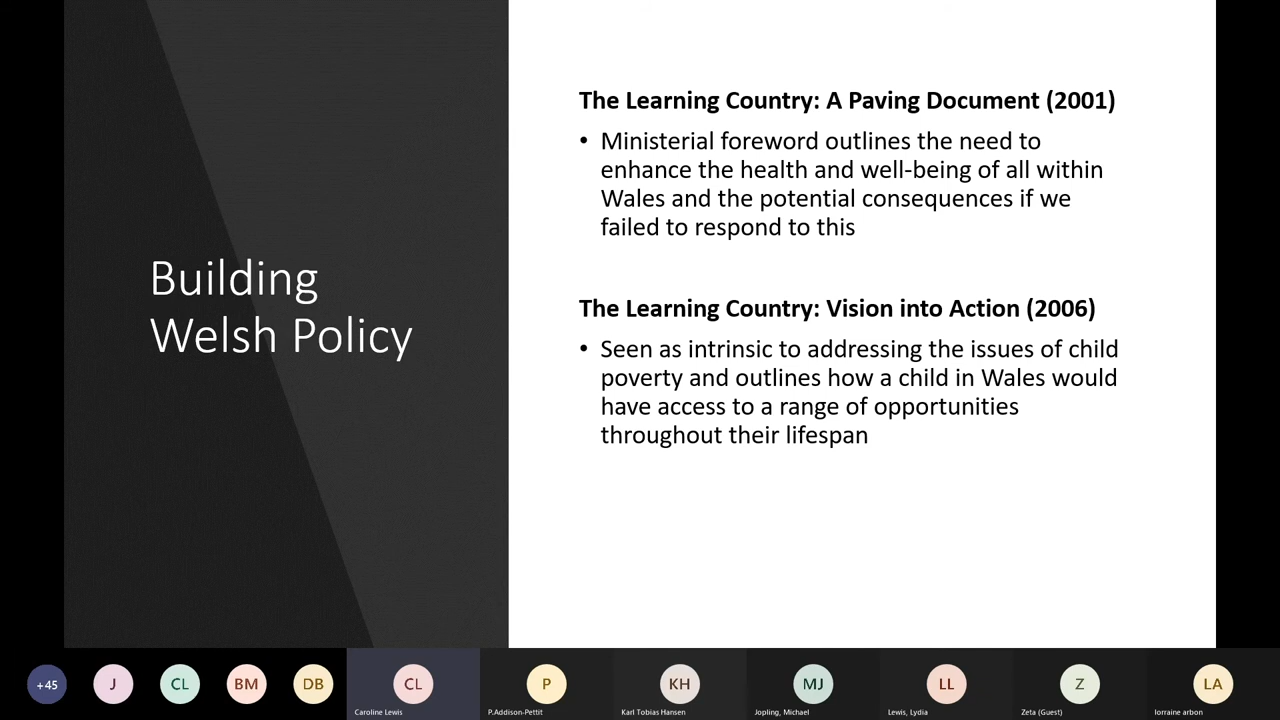 Building
Welsh Policy
The Learning Country: A Paving Document (2001)
• Ministerial foreword outlines the need to
enhance the health and well-being of all within
Wales and the potential consequences if we
failed to respond to this
The Learning Country: Vision into Action (2006)
• Seen as intrinsic to addressing the issues of child
poverty and outlines how a child in Wales would
have access to a range of opportunities
throughout their lifespan
+45
J
CL
BM
DB
CL
Caroline Lewis
P
P.Addison-Pettit
KH
Karl Tobias Hansen
MJ
Jopling, Michael
LL
Lewis, Lydia
Z
Zeta (Guest)
LA
lorraine arbon